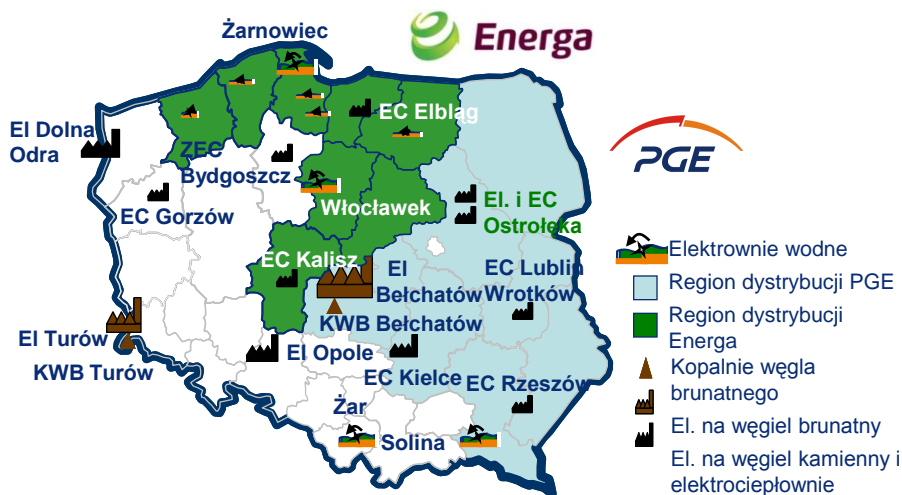 Żarnowiec
Energa
EC Elbląg
El Dolna
Odra
ZEC
Bydgoszcz
PGE
EC Gorzów
Włocławek
El. i EC
Ostrołęka
Elektrownie wodne
EC Kalisz
El
Bełchatów
EC Lublin
Wrotków
Region dystrybucji PGE
KWB Bełchatów
Region dystrybucji
Energa
El Turów
KWB Turów
El Opole
Kopalnie węgla
brunatnego
EC Kielce
EC Rzeszów
Żar
Solina
El. na węgiel brunatny
El. na węgiel kamienny i
elektrociepłownie